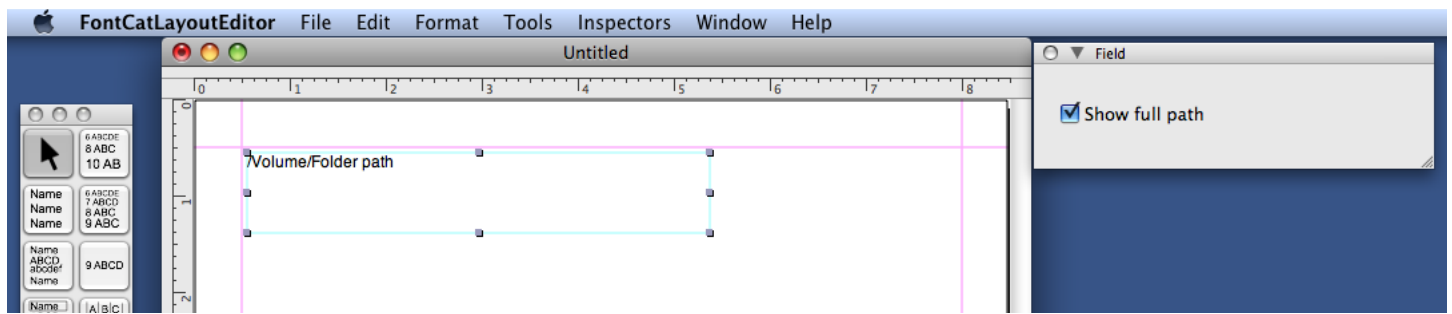 FontCatLayoutEditor File Edit Format Tools Inspectors Window Help
Untitled
Field
0 1 2 3 4 5 6 7 8
Show full path
0
/Volume/Folder path
1
2
6 ABCDE
8 ABC
10 AB
Name
Name
Name
6 ABCDE
7 ABCD
8 ABC
9 ABC
Name
ABCD
abcdef
Name
9 ABCD
Name
A B C